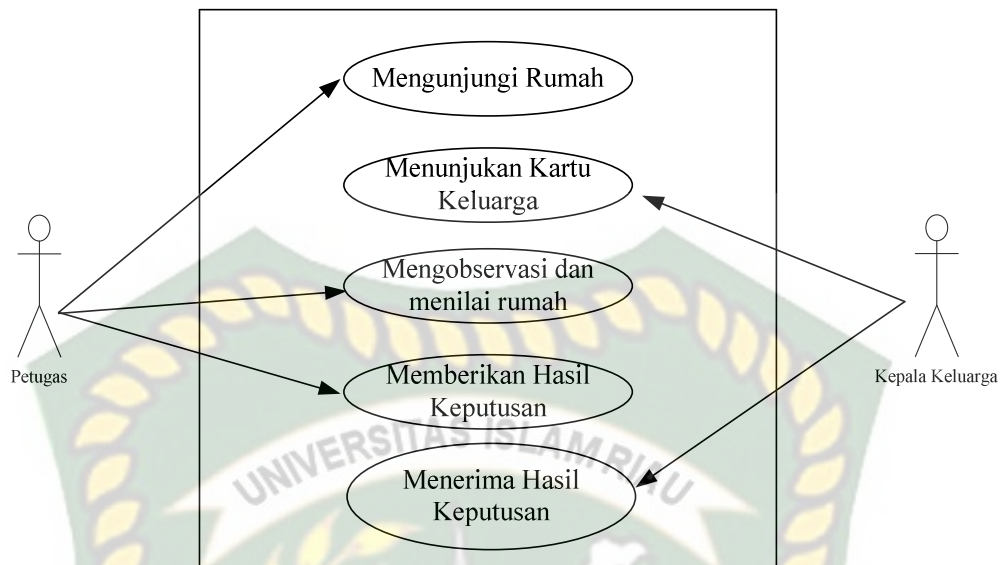 Mengunjungi Rumah
Menunjukan Kartu
Keluarga
Mengobservasi dan
menilai rumah
Petugas
Kepala Keluarga
Memberikan Hasil
Keputusan
UNIVERSITAS ISLAM RIAU
Menerima Hasil
Keputusan